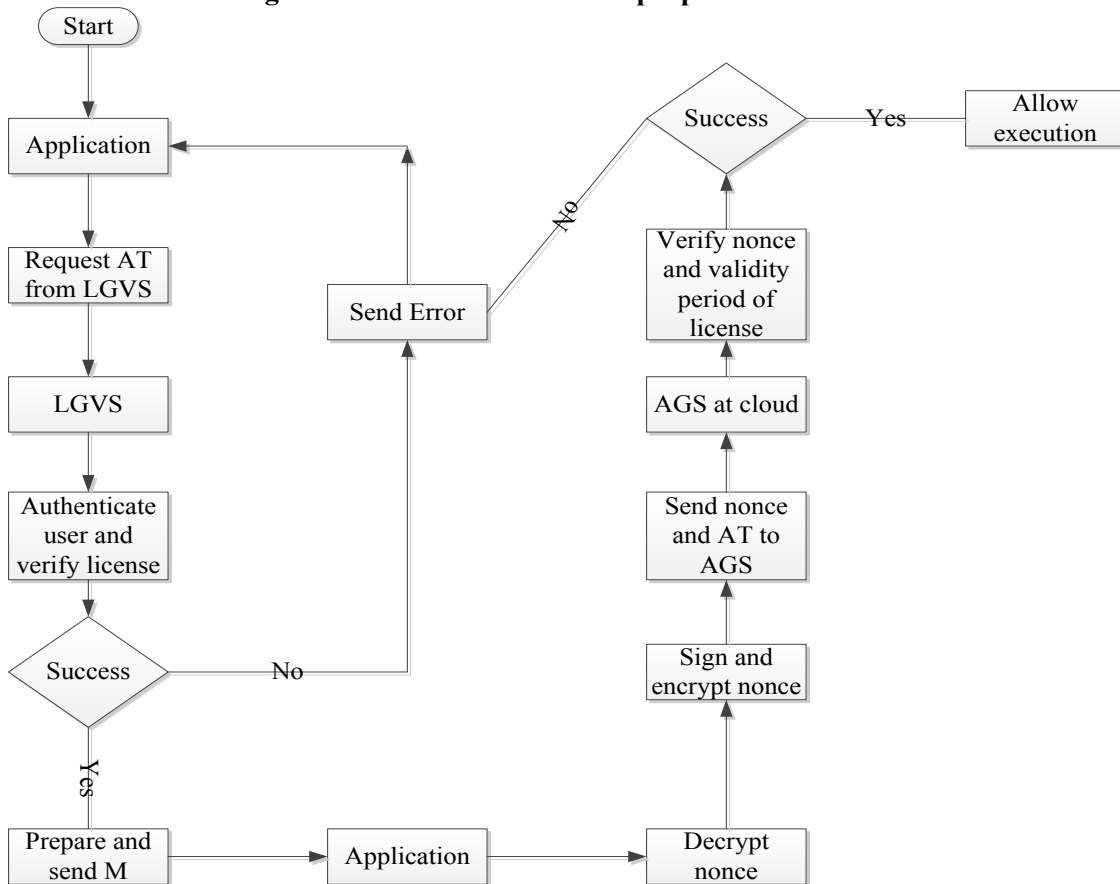 Start
Application
Request AT
from LGVS
LGVS
Authenticate
user and
verify license
Success
No
Yes
Prepare and
send M
Application
Decrypt
nonce
Sign and
encrypt nonce
Send nonce
and AT to
AGS
AGS at cloud
Verify nonce
and validity
period of
license
Success
Yes
Allow
execution
No
Send Error